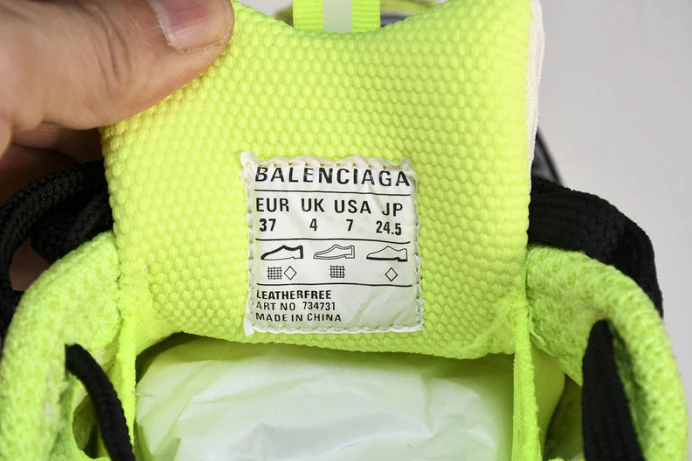 BALENCIAGA
EUR UK USA JP
37 4 7 24.5
LEATHERFREE
ART NO 734731
MADE IN CHINA